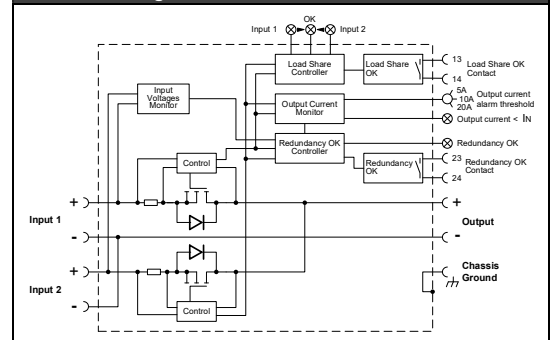 OK
Input 1
Input 2
Load Share
Controller
Load Share
OK
13
14
Load Share OK
Contact
Input
Voltages
Monitor
Output Current
Monitor
5A
10A
20A
Output current
alarm threshold
Output current < IN
Redundancy OK
Controller
Redundancy OK
Redundancy
OK
23
24
Redundancy OK
Contact
Control
+
Input 1
-
+
Output
-
+
Input 2
-
Control
Chassis
Ground